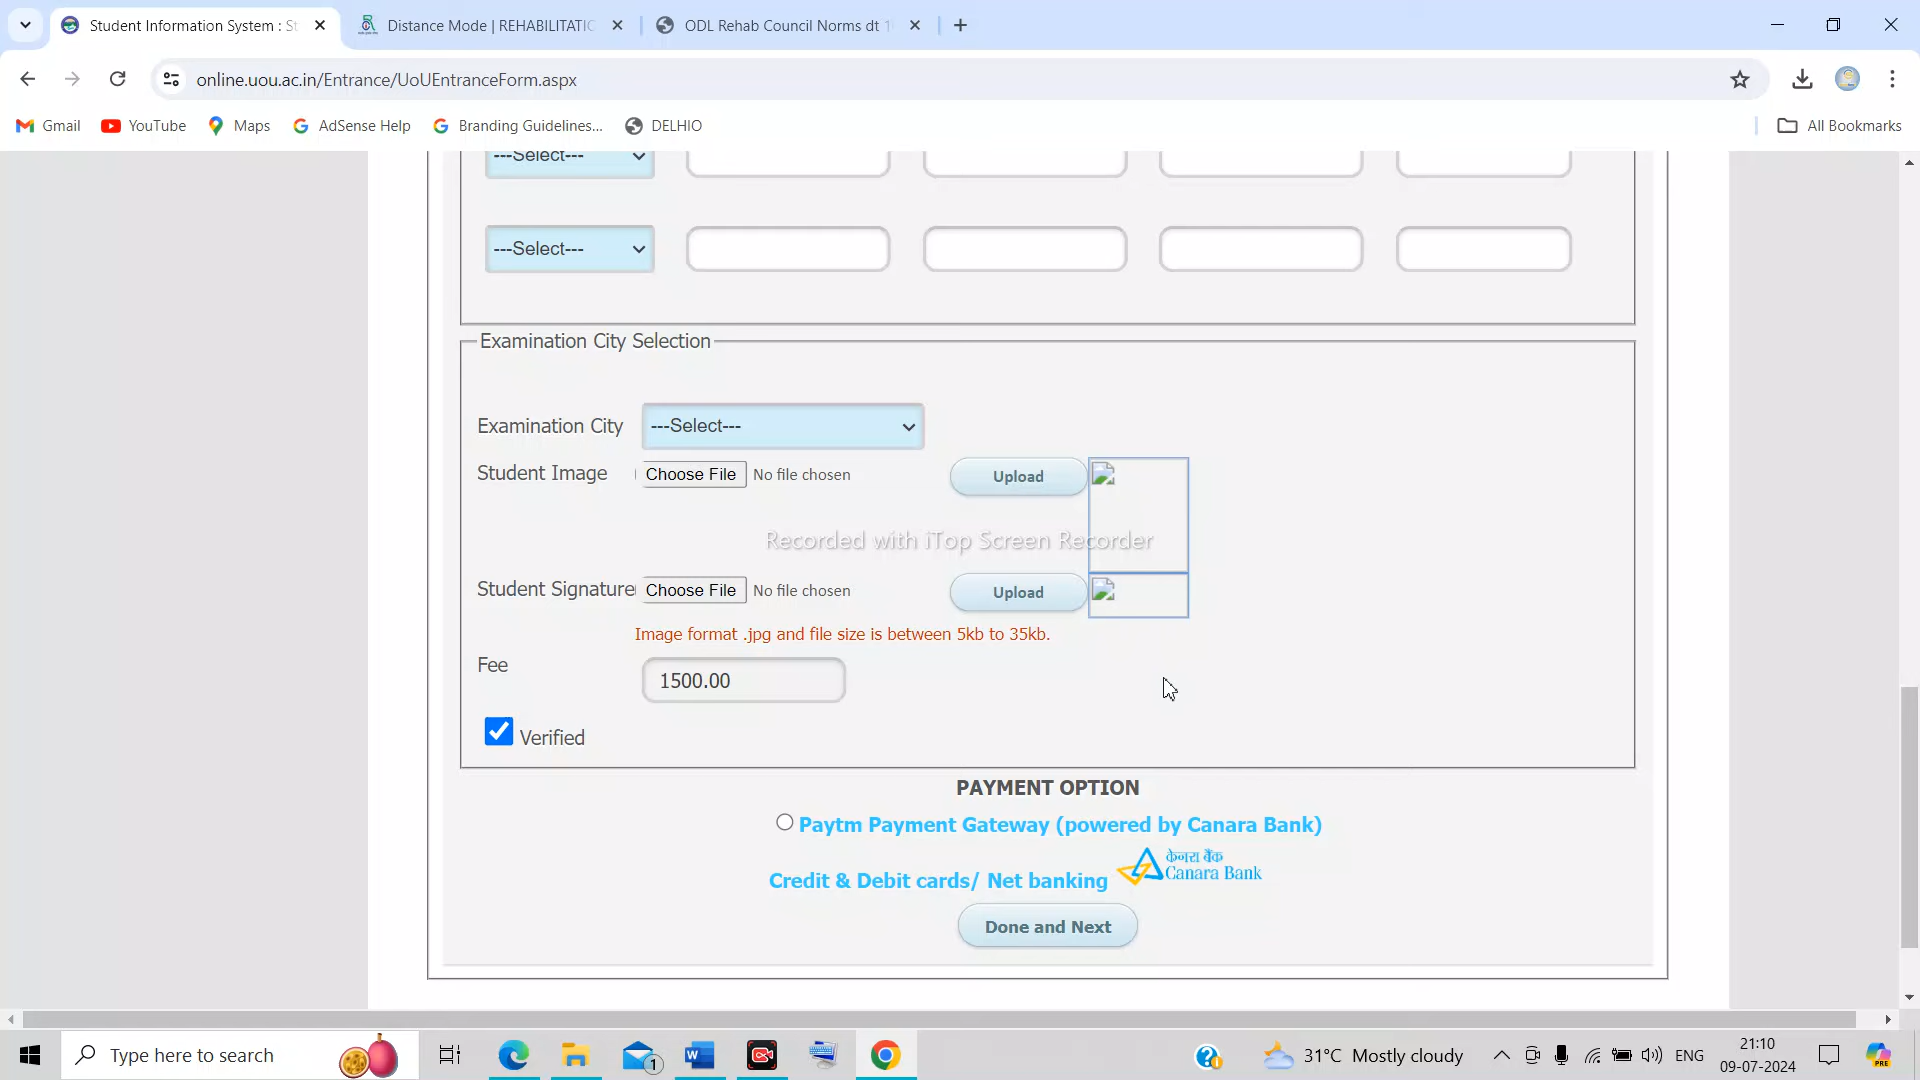 Student Information System : St
Distance Mode | REHABILITATIO
ODL Rehab Council Norms dt 1
online.uou.ac.in/Entrance/UoUEntranceForm.aspx
Gmail YouTube Maps AdSense Help Branding Guidelines... DELHIO All Bookmarks
---Select---
---Select---
Examination City Selection
Examination City ---Select---
Student Image Choose File No file chosen Upload
Recorded with iTop Screen Recorder
Student Signature Choose File No file chosen Upload
Image format .jpg and file size is between 5kb to 35kb.
Fee 1500.00
Verified
PAYMENT OPTION
Paytm Payment Gateway (powered by Canara Bank)
केनरा बैंक
Credit & Debit cards/ Net banking Canara Bank
Done and Next
Type here to search 1 31°C Mostly cloudy ENG 21:10
09-07-2024
PRE